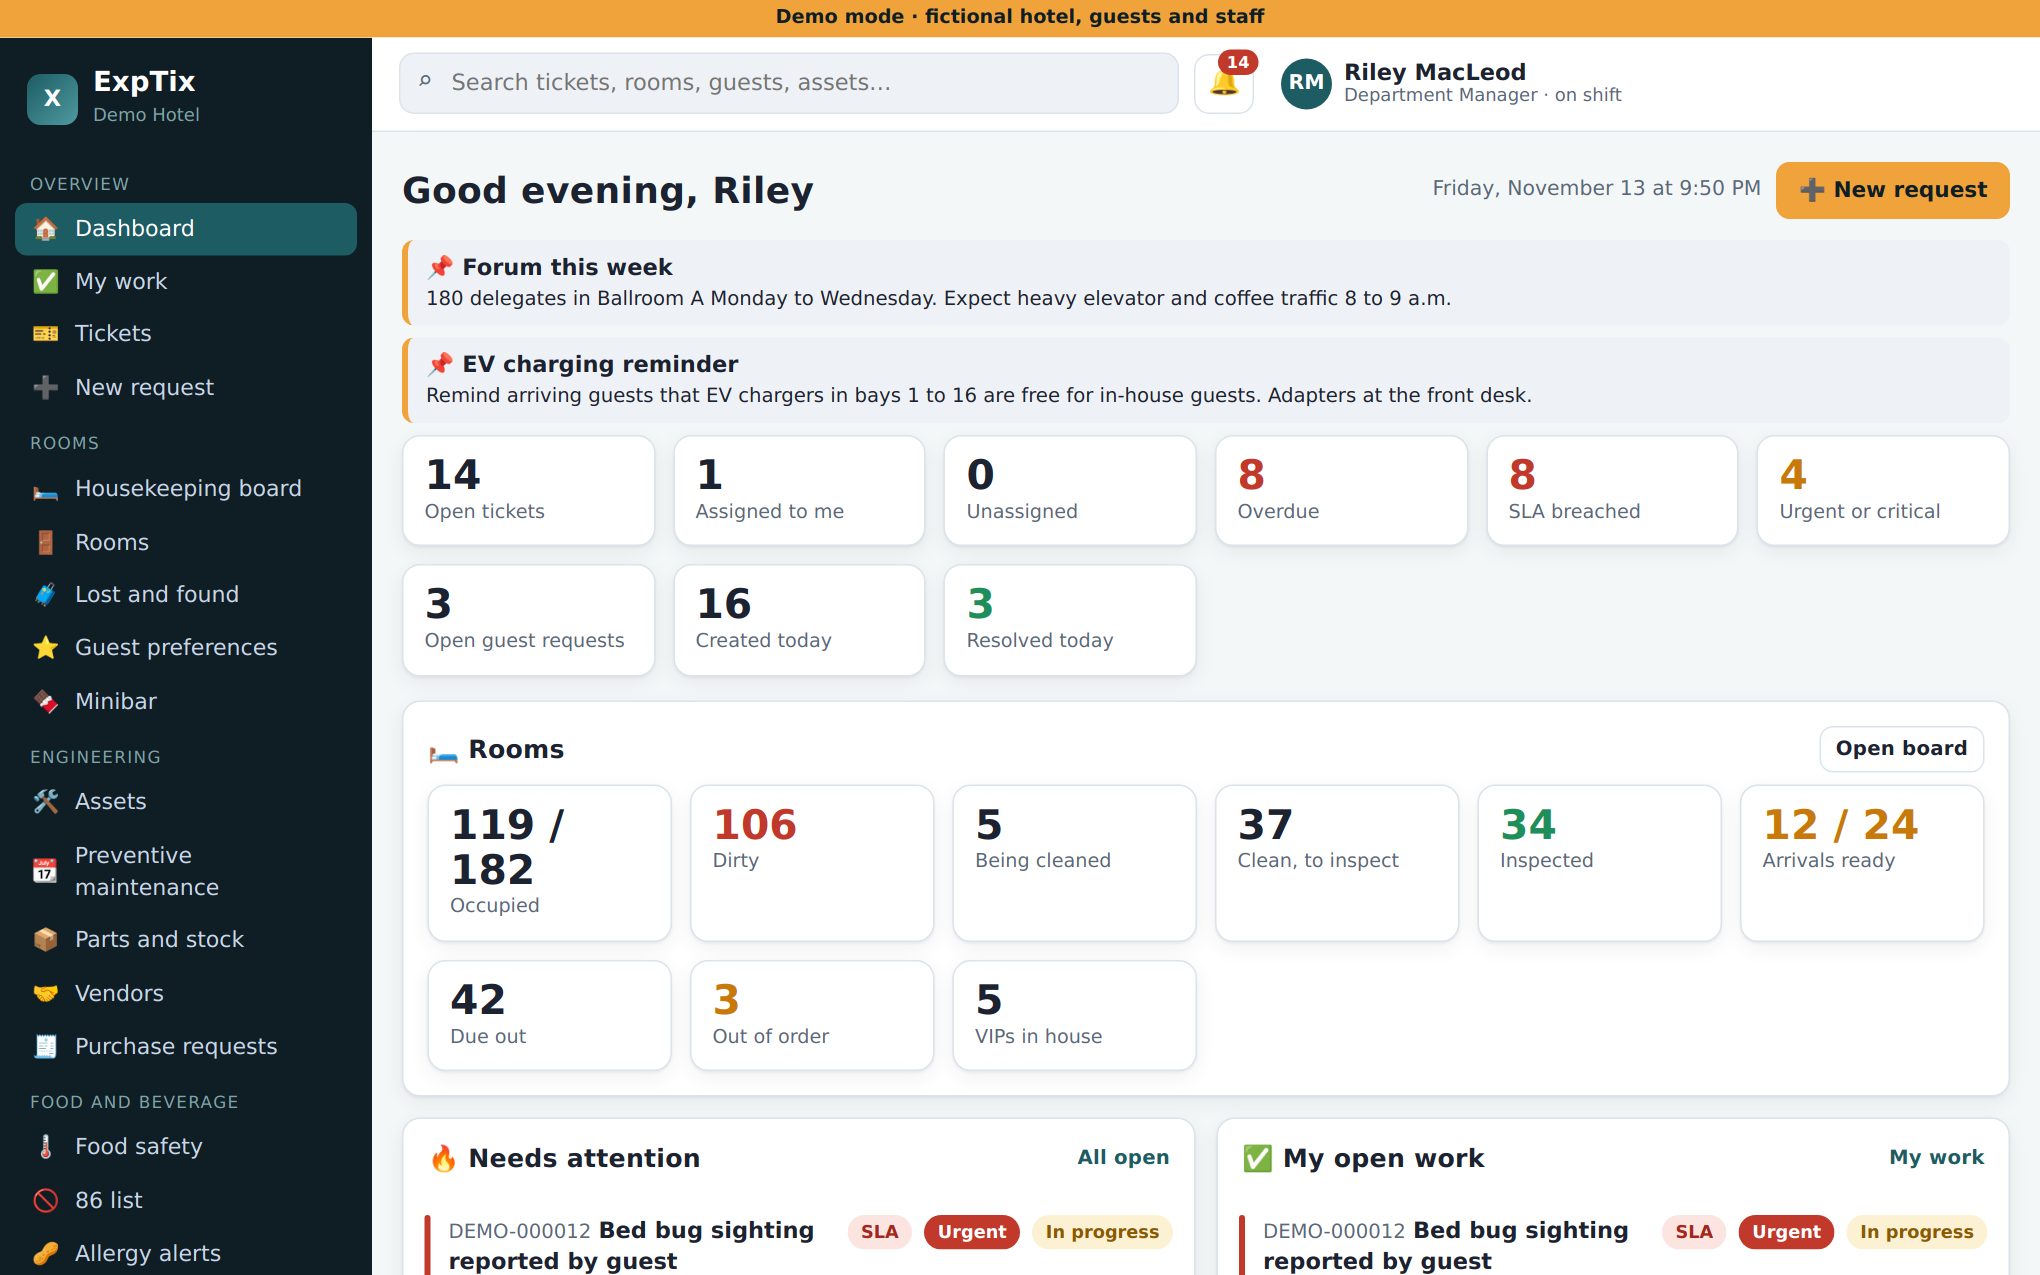 Demo mode · fictional hotel, guests and staff
X
ExpTix
Demo Hotel
OVERVIEW
Dashboard
My work
Tickets
New request
ROOMS
Housekeeping board
Rooms
Lost and found
Guest preferences
Minibar
ENGINEERING
Assets
Preventive
maintenance
Parts and stock
Vendors
Purchase requests
FOOD AND BEVERAGE
Food safety
86 list
Allergy alerts
Search tickets, rooms, guests, assets...
14
RM
Riley MacLeod
Department Manager · on shift
Good evening, Riley
Friday, November 13 at 9:50 PM
New request
Forum this week
180 delegates in Ballroom A Monday to Wednesday. Expect heavy elevator and coffee traffic 8 to 9 a.m.
EV charging reminder
Remind arriving guests that EV chargers in bays 1 to 16 are free for in-house guests. Adapters at the front desk.
14
Open tickets
1
Assigned to me
0
Unassigned
8
Overdue
8
SLA breached
4
Urgent or critical
3
Open guest requests
16
Created today
3
Resolved today
Rooms
Open board
119 /
182
Occupied
106
Dirty
5
Being cleaned
37
Clean, to inspect
34
Inspected
12 / 24
Arrivals ready
42
Due out
3
Out of order
5
VIPs in house
Needs attention
All open
DEMO-000012 Bed bug sighting
reported by guest
SLA
Urgent
In progress
My open work
My work
DEMO-000012 Bed bug sighting
reported by guest
SLA
Urgent
In progress